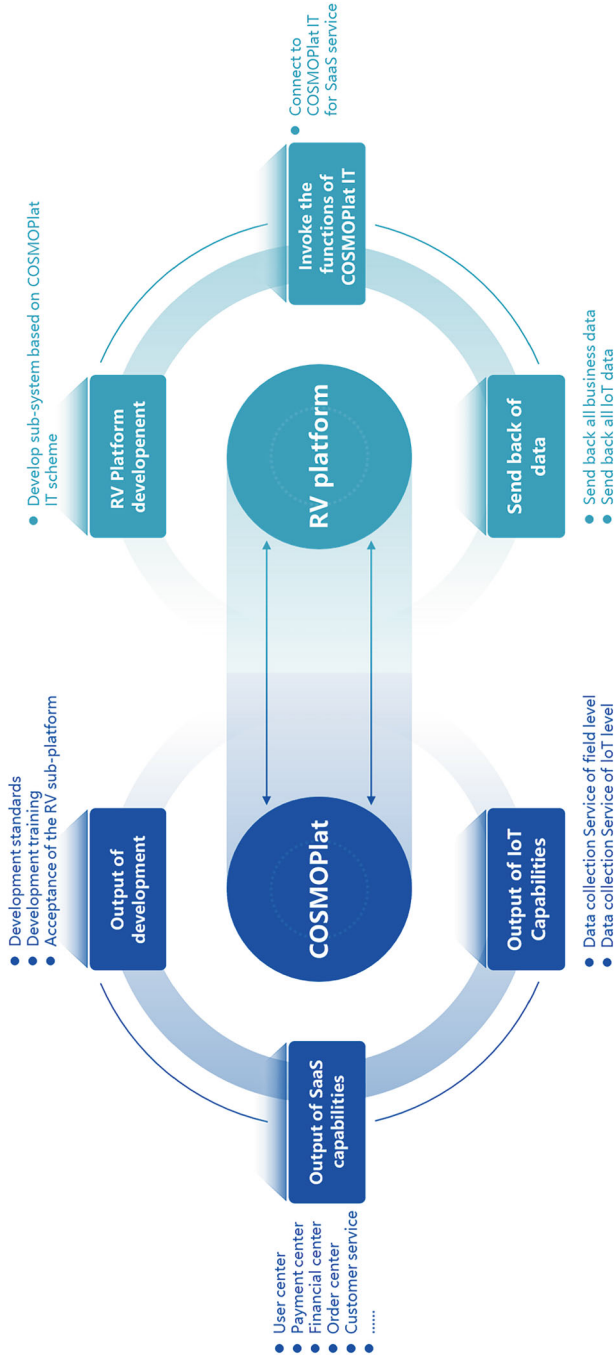 ● Development standards
● Development training
● Acceptance of the RV sub-platform
Output of
development
● User center
● Payment center
● Financial center
● Order center
● Customer service
● ......
Output of SaaS
capabilities
COSMOPlat
Output of IoT
Capabilities
● Data collection Service of field level
● Data collection Service of IoT level
● Develop sub-system based on COSMOPlat
IT scheme
RV Platform
developenent
RV platform
Invoke the
functions of
COSMOPlat IT
● Connect to
COSMOPlat IT
for SaaS service
Send back of
data
● Send back all business data
● Send back all IoT data